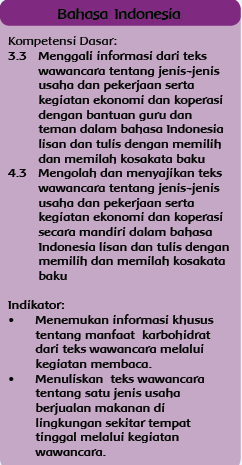 Bahasa Indonesia
Kompetensi Dasar:
3.3 Menggali informasi dari teks
wawancara tentang jenis-jenis
usaha dan pekerjaan serta
kegiatan ekonomi dan koperasi
dengan bantuan guru dan
teman dalam bahasa Indonesia
lisan dan tulis dengan memilih
dan memilah kosakata baku
4.3 Mengolah dan menyajikan teks
wawancara tentang jenis-jenis
usaha dan pekerjaan serta
kegiatan ekonomi dan koperasi
secara mandiri dalam bahasa
Indonesia lisan dan tulis dengan
memilih dan memilah kosakata
baku
Indikator:
• Menemukan informasi khusus
tentang manfaat karbohidrat
dari teks wawancara melalui
kegiatan membaca.
• Menuliskan teks wawancara
tentang satu jenis usaha
berjualan makanan di
lingkungan sekitar tempat
tinggal melalui kegiatan
wawancara.